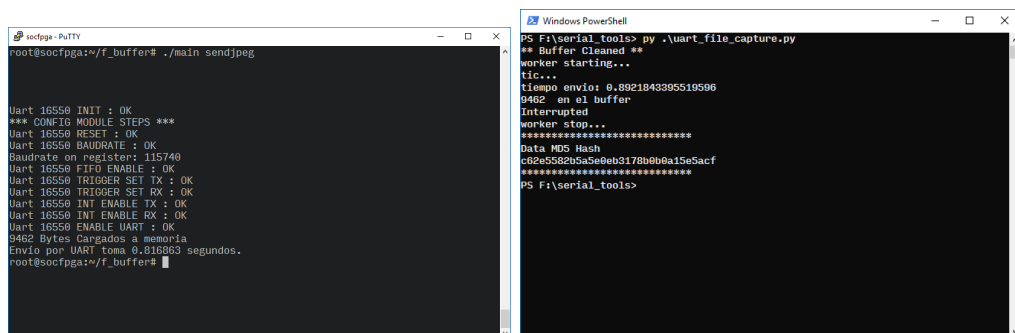 socfpga - PuTTY
root@socfpga:~/f_buffer# ./main sendjpeg
Uart 16550 INIT : OK
*** CONFIG MODULE STEPS ***
Uart 16550 RESET : OK
Uart 16550 BAUDRATE : OK
Baudrate on register: 115740
Uart 16550 FIFO ENABLE : OK
Uart 16550 TRIGGER SET TX : OK
Uart 16550 TRIGGER SET RX : OK
Uart 16550 INT ENABLE TX : OK
Uart 16550 INT ENABLE RX : OK
Uart 16550 ENABLE UART : OK
9462 Bytes Cargados a memoria
Envío por UART toma 0.816863 segundos.
root@socfpga:~/f_buffer#
Windows PowerShell
PS F:\serial_tools> py .\uart_file_capture.py
** Buffer Cleaned **
worker starting...
tic...
tiempo envio: 0.8921843395519596
9462  en el buffer
Interrupted
worker stop...
****************************
Data MD5 Hash
c62e5582b5a5e0eb3178b0b0a15e5acf
****************************
PS F:\serial_tools>